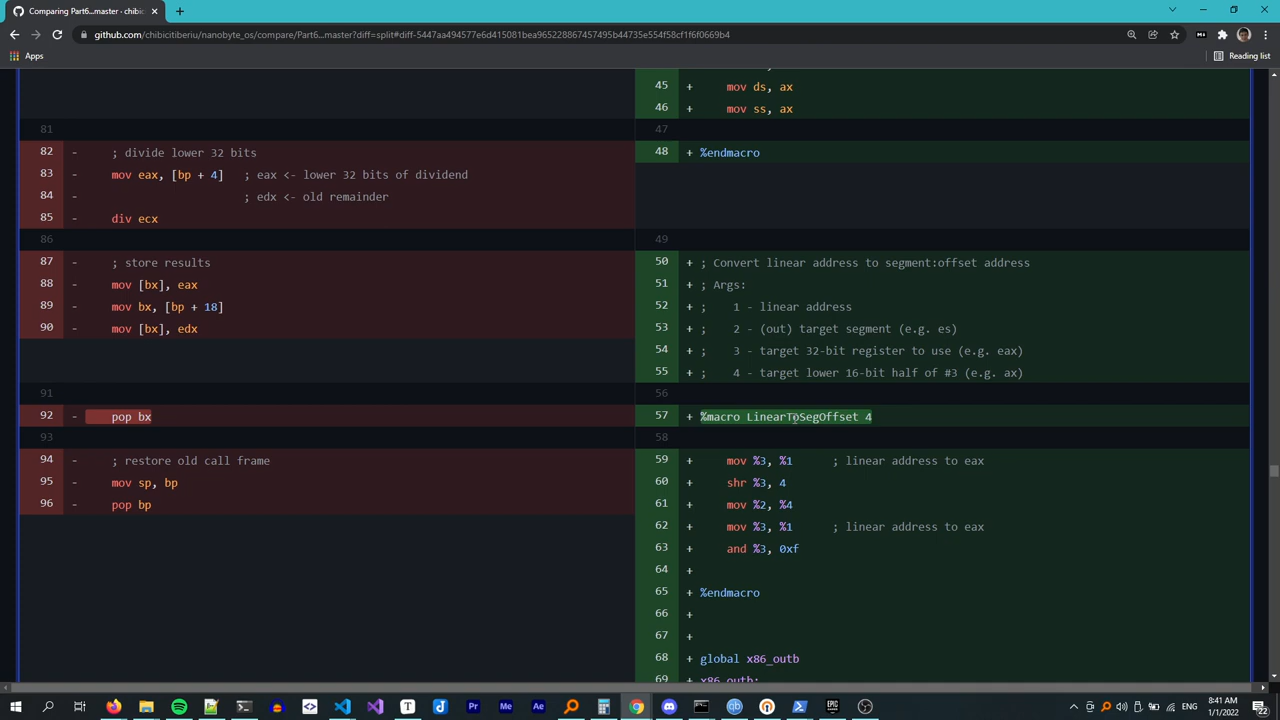 Comparing Part6...master · chibici
github.com/chibicitiberiu/nanobyte_os/compare/Part6...master?diff=split#diff-5447aa494577e6d415081bea965228867457495b44735e554f58cf1f6f0669b4
Apps
Reading list
45 + mov ds, ax
46 + mov ss, ax
81 47
82 - ; divide lower 32 bits
48 + %endmacro
83 - mov eax, [bp + 4] ; eax <- lower 32 bits of dividend
84 - ; edx <- old remainder
85 - div ecx
86 49
87 - ; store results
50 + ; Convert linear address to segment:offset address
88 - mov [bx], eax
51 + ; Args:
89 - mov bx, [bp + 18]
52 + ; 1 - linear address
90 - mov [bx], edx
53 + ; 2 - (out) target segment (e.g. es)
54 + ; 3 - target 32-bit register to use (e.g. eax)
55 + ; 4 - target lower 16-bit half of #3 (e.g. ax)
91 56
92 - pop bx
57 + %macro LinearToSegOffset 4
93 58
94 - ; restore old call frame
59 + mov %3, %1 ; linear address to eax
95 - mov sp, bp
60 + shr %3, 4
96 - pop bp
61 + mov %2, %4
62 + mov %3, %1 ; linear address to eax
63 + and %3, 0xf
64 +
65 + %endmacro
66 +
67 +
68 + global x86_outb
69 x86_outb:
ENG
8:41 AM
1/1/2022